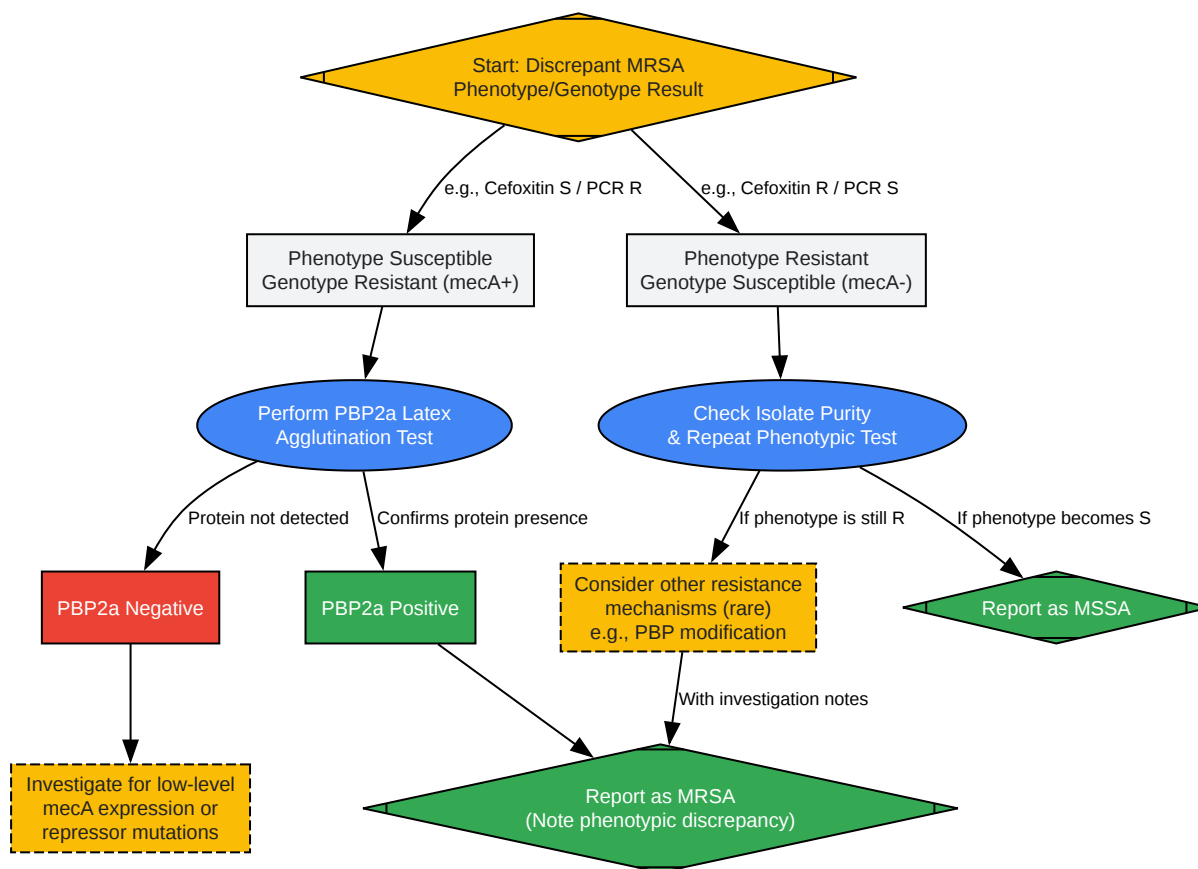 Start: Discrepant MRSA
Phenotype/Genotype Result
e.g., Cefoxitin S / PCR R
e.g., Cefoxitin R / PCR S
Phenotype Susceptible
Genotype Resistant (mecA+)
Phenotype Resistant
Genotype Susceptible (mecA-)
Perform PBP2a Latex
Agglutination Test
Check Isolate Purity
& Repeat Phenotypic Test
Protein not detected
Confirms protein presence
If phenotype is still R
If phenotype becomes S
PBP2a Negative
PBP2a Positive
Consider other resistance
mechanisms (rare)
e.g., PBP modification
Report as MSSA
With investigation notes
Investigate for low-level
mecA expression or
repressor mutations
Report as MRSA
(Note phenotypic discrepancy)